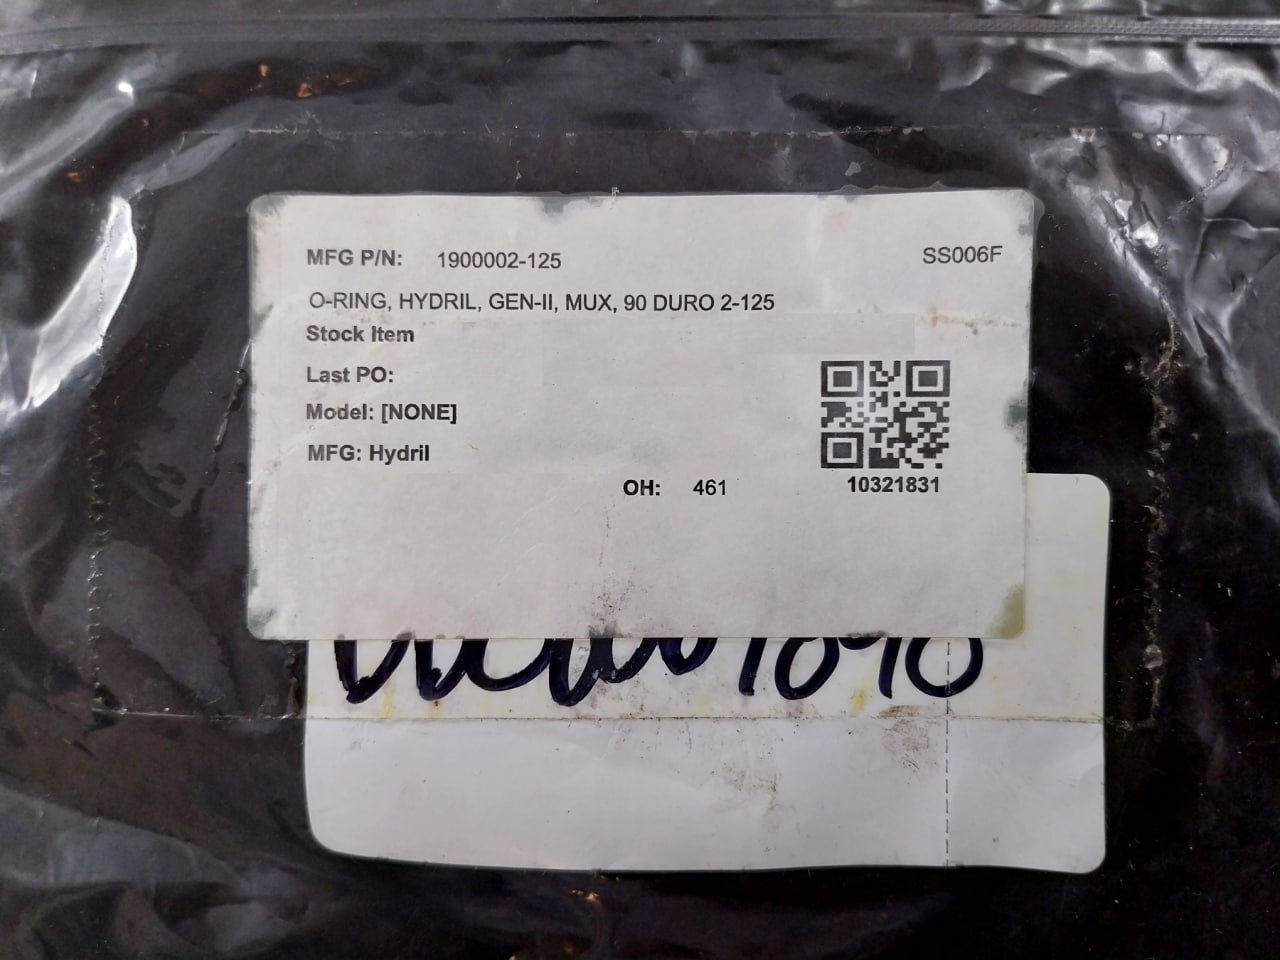 MFG P/N: 1900002-125 SS006F
O-RING, HYDRIL, GEN-II, MUX, 90 DURO 2-125
Stock Item
Last PO:
Model: [NONE]
MFG: Hydril
OH: 461 10321831